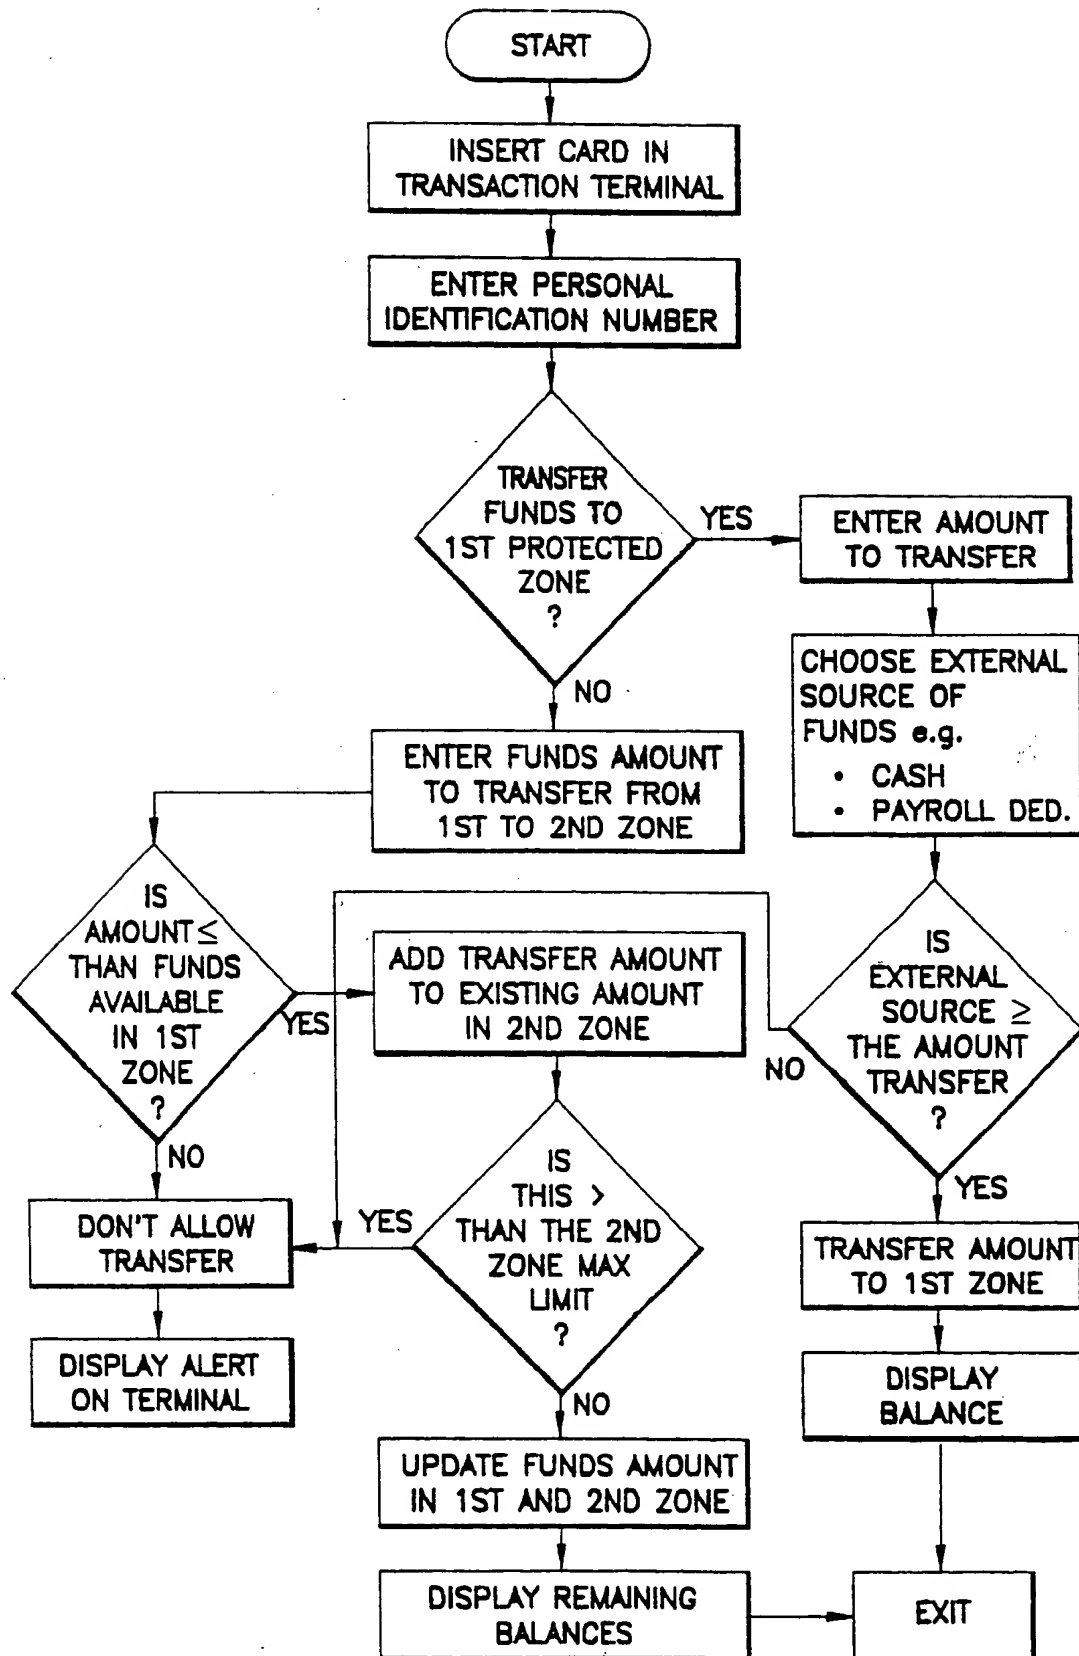 START
INSERT CARD IN
TRANSACTION TERMINAL
ENTER PERSONAL
IDENTIFICATION NUMBER
TRANSFER
FUNDS TO
1ST PROTECTED
ZONE
?
YES
ENTER AMOUNT
TO TRANSFER
NO
CHOOSE EXTERNAL
SOURCE OF
FUNDS e.g.
• CASH
• PAYROLL DED.
ENTER FUNDS AMOUNT
TO TRANSFER FROM
1ST TO 2ND ZONE
IS
AMOUNT ≤
THAN FUNDS
AVAILABLE
IN 1ST
ZONE
?
YES
ADD TRANSFER AMOUNT
TO EXISTING AMOUNT
IN 2ND ZONE
IS
EXTERNAL
SOURCE ≥
THE AMOUNT
TRANSFER
?
NO
NO
YES
DON'T ALLOW
TRANSFER
YES
IS
THIS >
THAN THE 2ND
ZONE MAX
LIMIT
?
TRANSFER AMOUNT
TO 1ST ZONE
DISPLAY ALERT
ON TERMINAL
DISPLAY
BALANCE
NO
UPDATE FUNDS AMOUNT
IN 1ST AND 2ND ZONE
DISPLAY REMAINING
BALANCES
EXIT